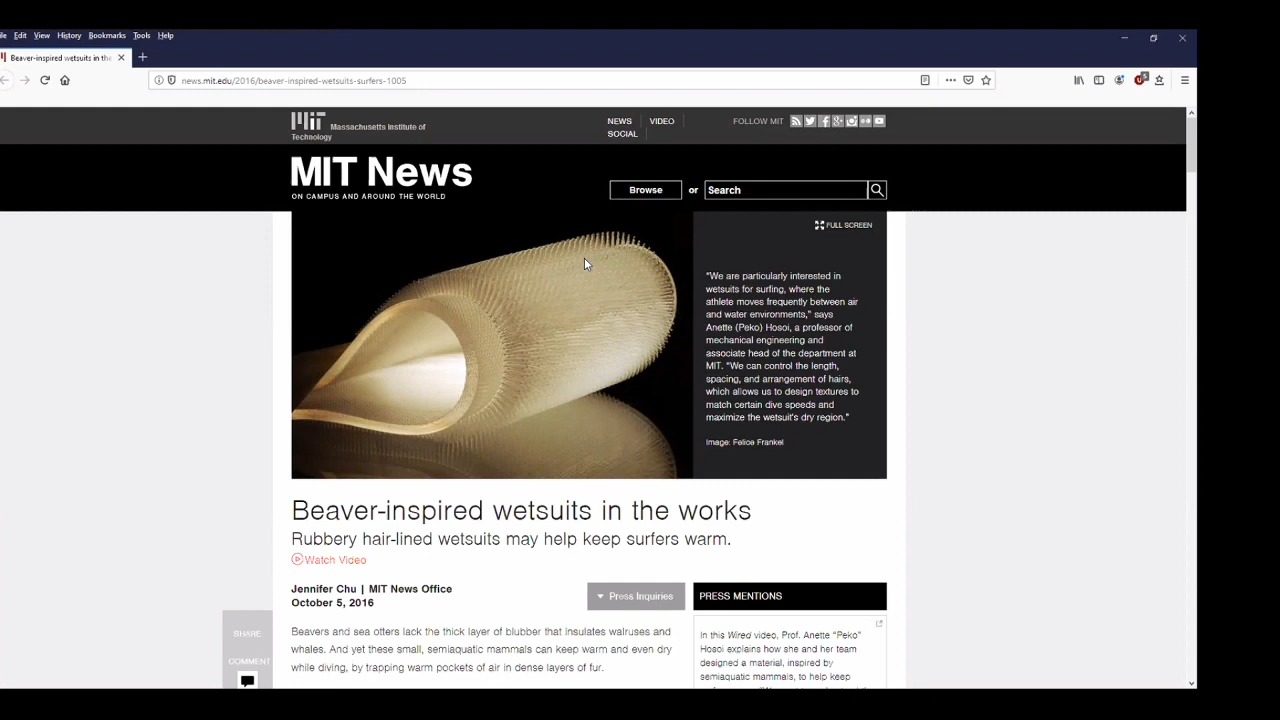 Edit View History Bookmarks Tools Help
Beaver-inspired wetsuits in the
news.mit.edu/2016/beaver-inspired-wetsuits-surfers-1005
MIT Massachusetts Institute of
Technology
NEWS VIDEO
SOCIAL
FOLLOW MIT
MIT News
ON CAMPUS AND AROUND THE WORLD
Browse or Search
FULL SCREEN
"We are particularly interested in
wetsuits for surfing, where the
athlete moves frequently between air
and water environments," says
Anette (Peko) Hosoi, a professor of
mechanical engineering and
associate head of the department at
MIT. "We can control the length,
spacing, and arrangement of hairs,
which allows us to design textures to
match certain dive speeds and
maximize the wetsuit's dry region."
Image: Felice Frankel
Beaver-inspired wetsuits in the works
Rubbery hair-lined wetsuits may help keep surfers warm.
Watch Video
Jennifer Chu | MIT News Office
October 5, 2016
Press Inquiries
Beavers and sea otters lack the thick layer of blubber that insulates walruses and
whales. And yet these small, semiaquatic mammals can keep warm and even dry
while diving, by trapping warm pockets of air in dense layers of fur.
SHARE
COMMENT
PRESS MENTIONS
In this Wired video, Prof. Anette "Peko"
Hosoi explains how she and her team
designed a material, inspired by
semiaquatic mammals, to help keep